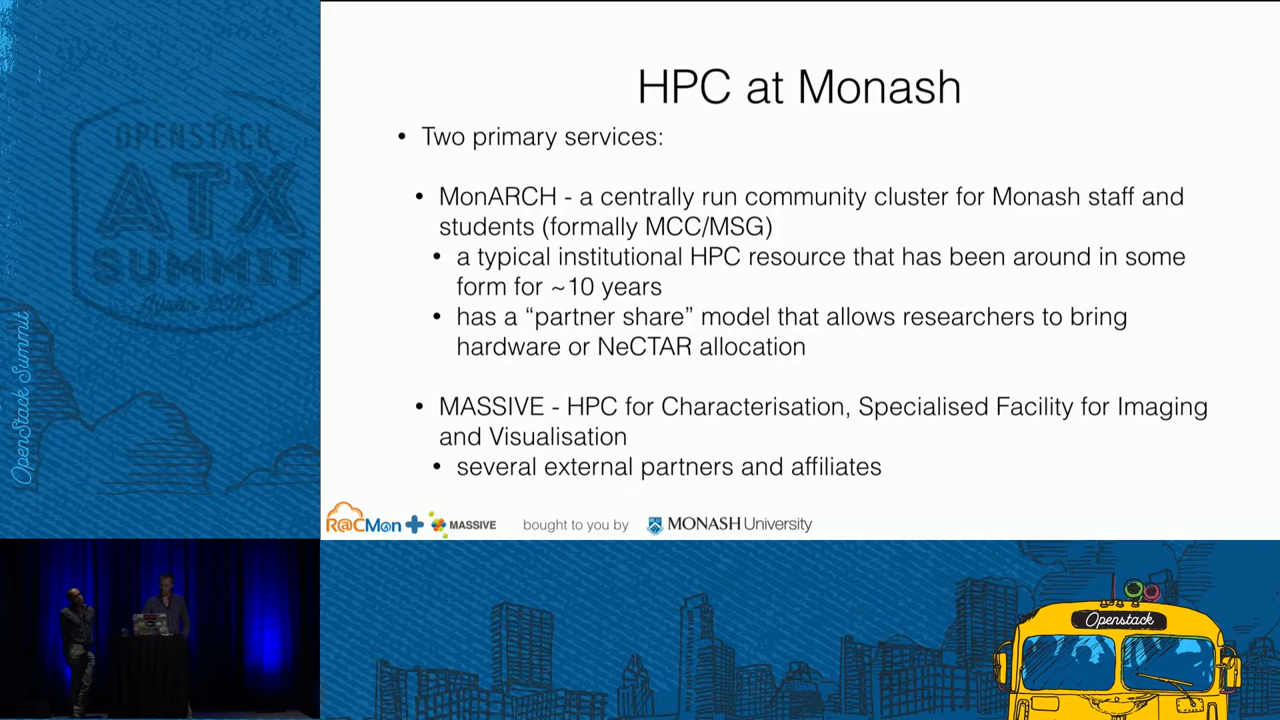 OPENSTACK
ATX
SUMMIT
Austin 2016
OpenStack Summit
HPC at Monash
• Two primary services:
• MonARCH - a centrally run community cluster for Monash staff and
students (formally MCC/MSG)
• a typical institutional HPC resource that has been around in some
form for ~10 years
• has a “partner share” model that allows researchers to bring
hardware or NeCTAR allocation
• MASSIVE - HPC for Characterisation, Specialised Facility for Imaging
and Visualisation
• several external partners and affiliates
R@CMon + MASSIVE bought to you by MONASH University
Openstack